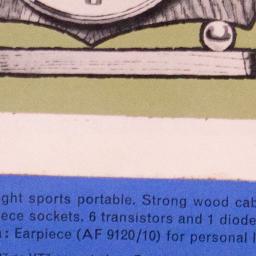 ght sports portable. Strong wood cab
ece sockets. 6 transistors and 1 diode
: Earpiece (AF 9120/10) for personal l